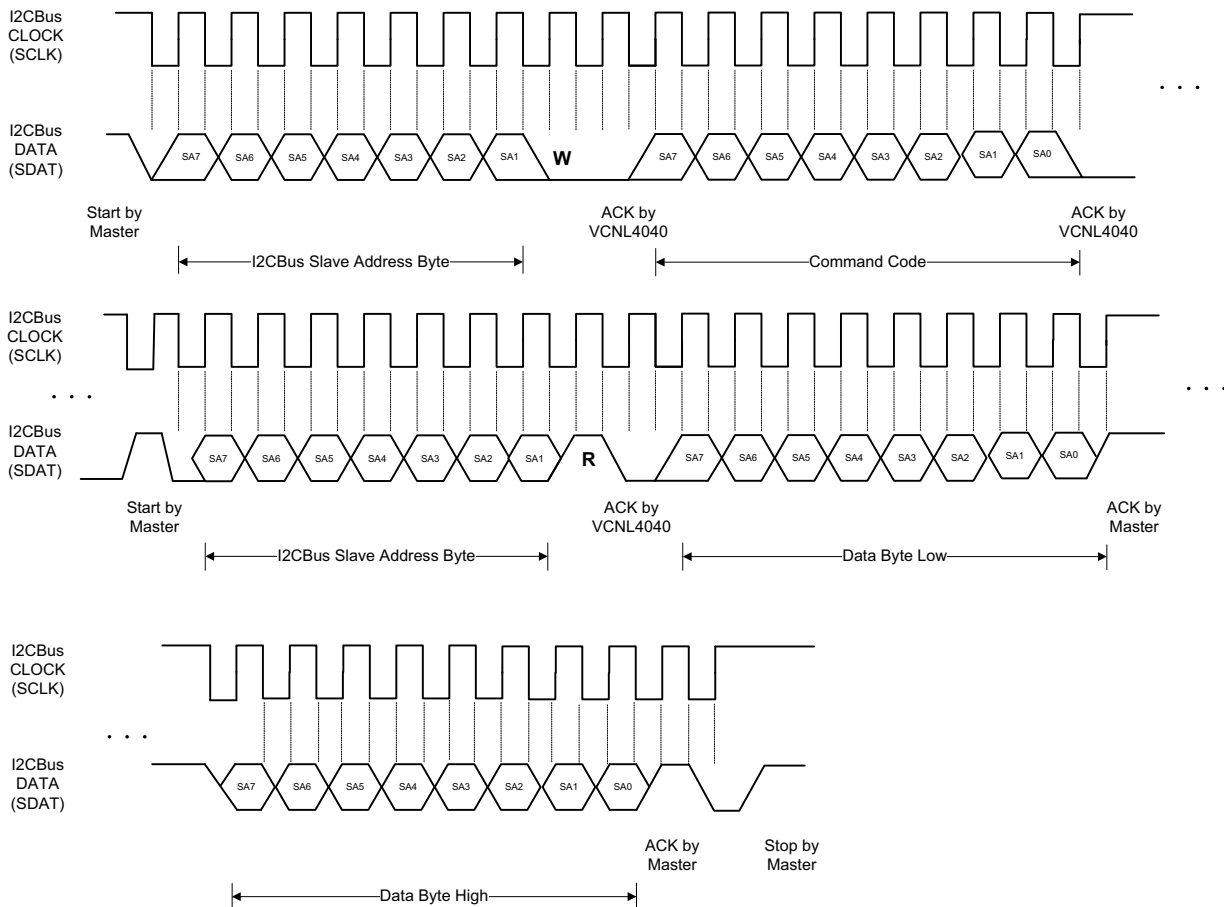 I2CBus
CLOCK
(SCLK)
. . .
I2CBus
DATA
(SDAT)
SA7 SA6 SA5 SA4 SA3 SA2 SA1 W SA7 SA6 SA5 SA4 SA3 SA2 SA1 SA0
Start by
Master
ACK by
VCNL4040
ACK by
VCNL4040
I2CBus Slave Address Byte
Command Code
I2CBus
CLOCK
(SCLK)
. . .
. . .
I2CBus
DATA
(SDAT)
SA7 SA6 SA5 SA4 SA3 SA2 SA1 R SA7 SA6 SA5 SA4 SA3 SA2 SA1 SA0
Start by
Master
ACK by
VCNL4040
ACK by
Master
I2CBus Slave Address Byte
Data Byte Low
I2CBus
CLOCK
(SCLK)
. . .
I2CBus
DATA
(SDAT)
SA7 SA6 SA5 SA4 SA3 SA2 SA1 SA0
ACK by
Master
Stop by
Master
Data Byte High